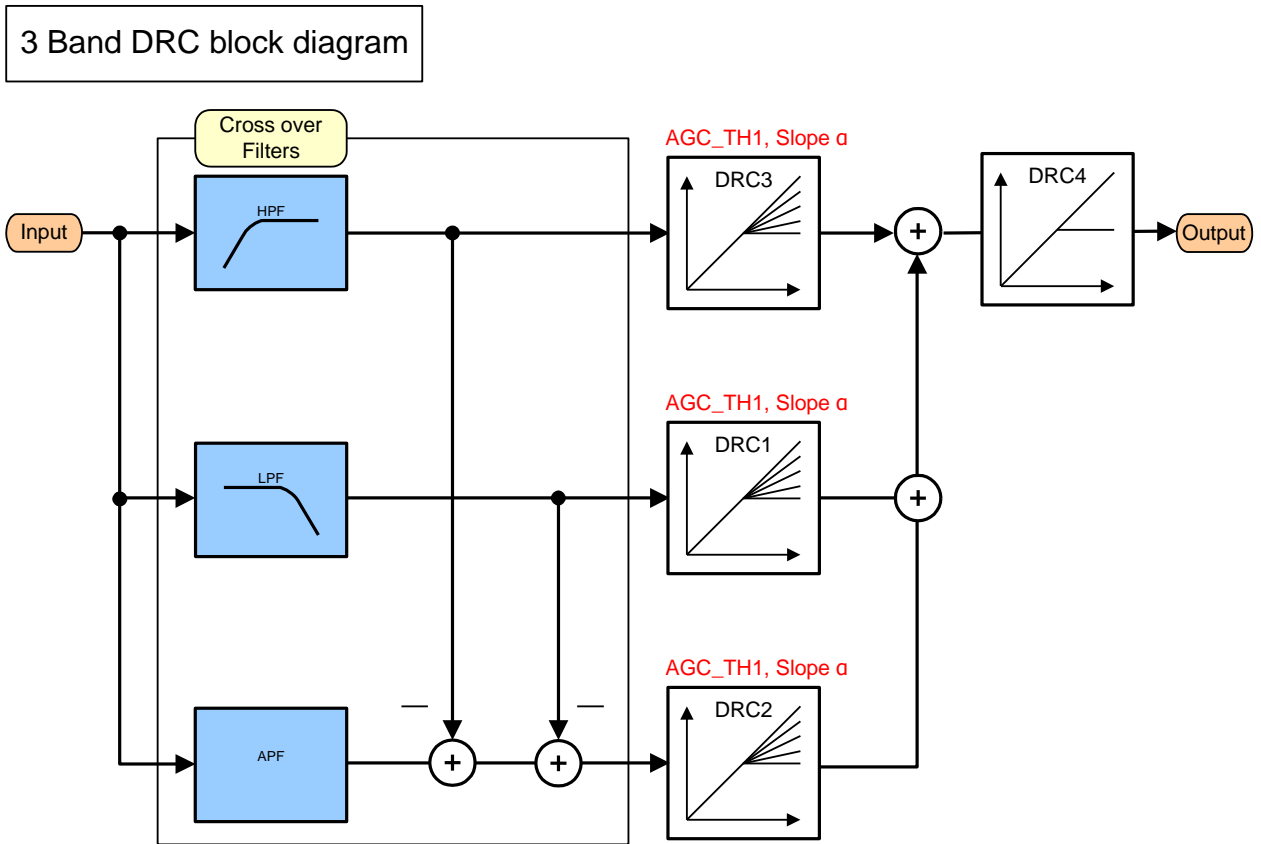 3 Band DRC block diagram
Cross over
Filters
AGC_TH1, Slope α
HPF
DRC3
DRC4
Input
+
Output
AGC_TH1, Slope α
LPF
DRC1
+
AGC_TH1, Slope α
—
—
DRC2
APF
+
+